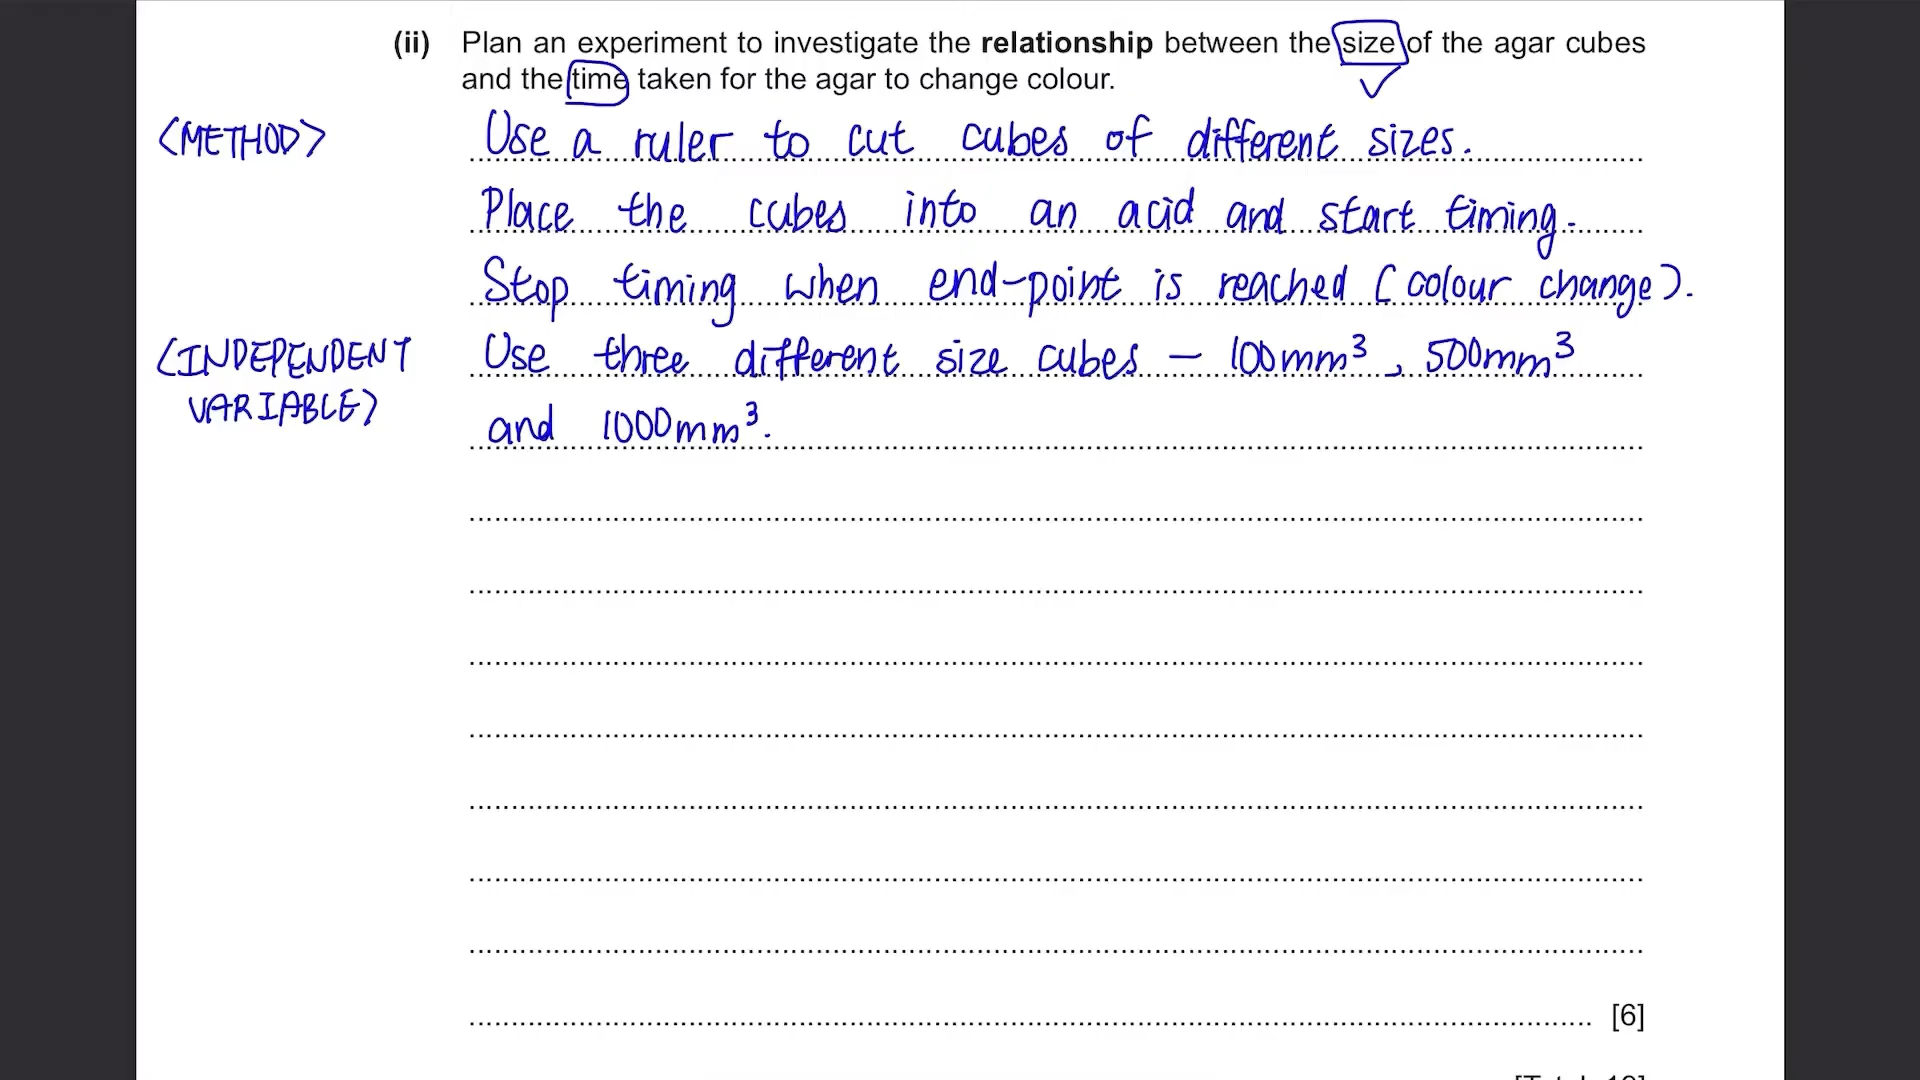 (ii) Plan an experiment to investigate the relationship between the size of the agar cubes
and the time taken for the agar to change colour.
<METHOD> Use a ruler to cut cubes of different sizes.
Place the cubes into an acid and start timing.
Stop timing when end-point is reached (colour change).
<INDEPENDENT Use three different size cubes – 100mm³, 500mm³
VARIABLE> and 1000mm³.
[6]